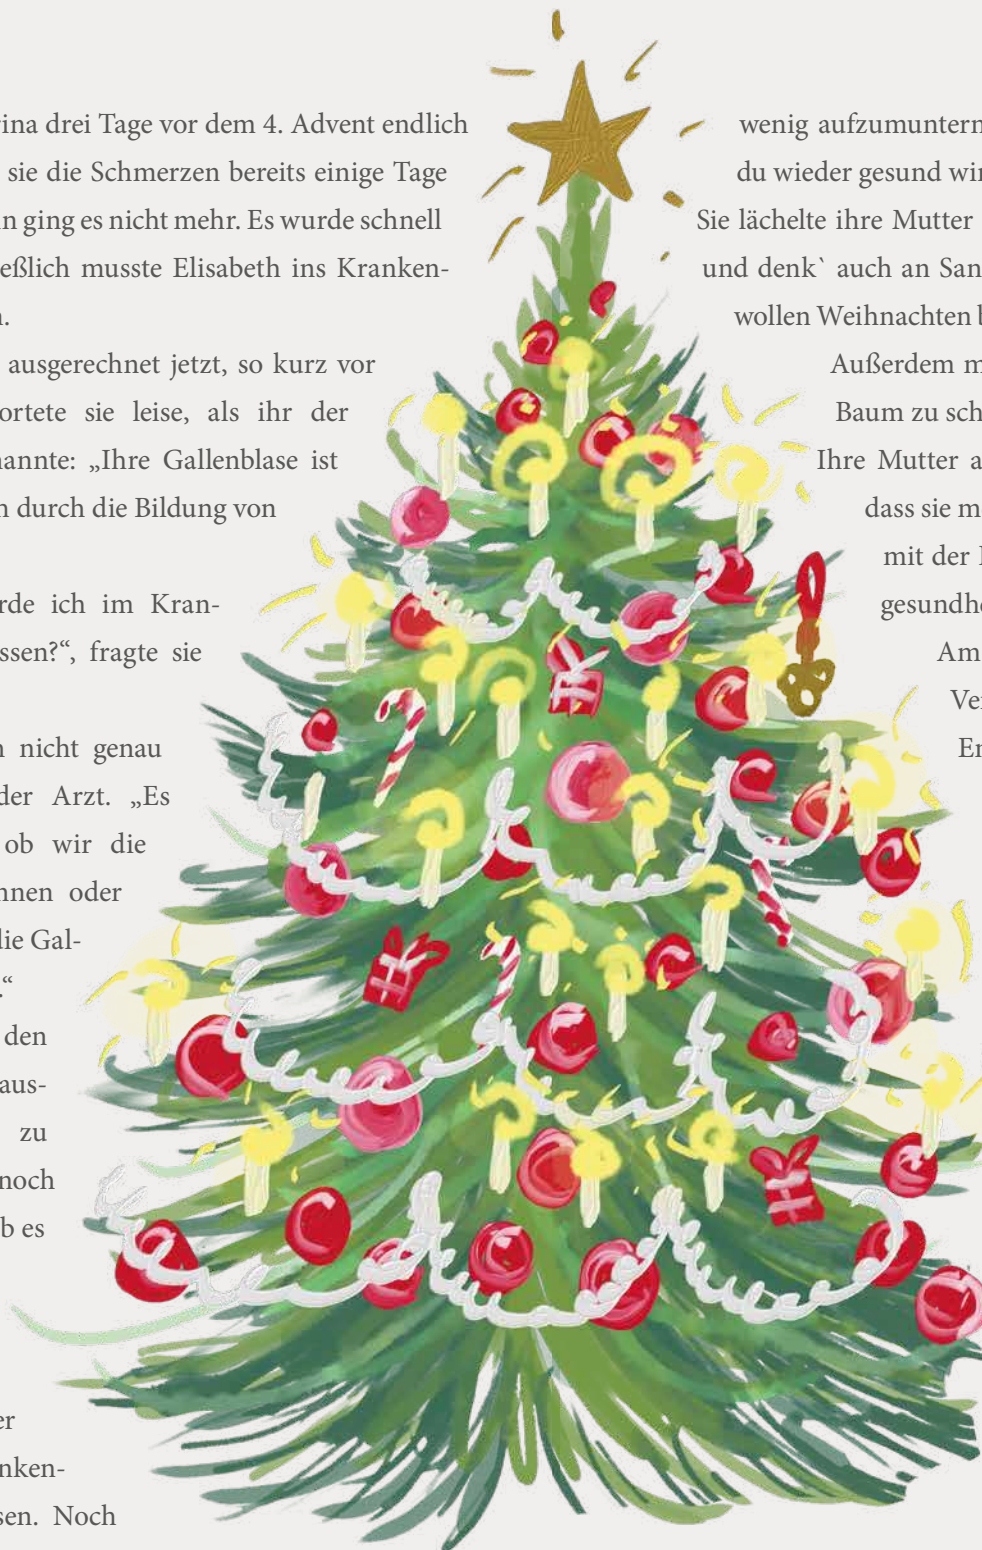 rina drei Tage vor dem 4. Advent endlich
sie die Schmerzen bereits einige Tage
n ging es nicht mehr. Es wurde schnell
eßlich musste Elisabeth ins Kranken-
n.
ausgerechnet jetzt, so kurz vor
ortete sie leise, als ihr der
nannte: „Ihre Gallenblase ist
n durch die Bildung von
rde ich im Kran-
ssen?“, fragte sie
n nicht genau
der Arzt. „Es
ob wir die
nnen oder
die Gal-
.“
den
aus-
zu
noch
b es
er
nken-
sen. Noch
wenig aufzumuntern
du wieder gesund wir
Sie lächelte ihre Mutter
und denk` auch an San
wollen Weihnachten b
Außerdem m
Baum zu sch
Ihre Mutter a
dass sie m
mit der
gesundhe
Am
Ve
En